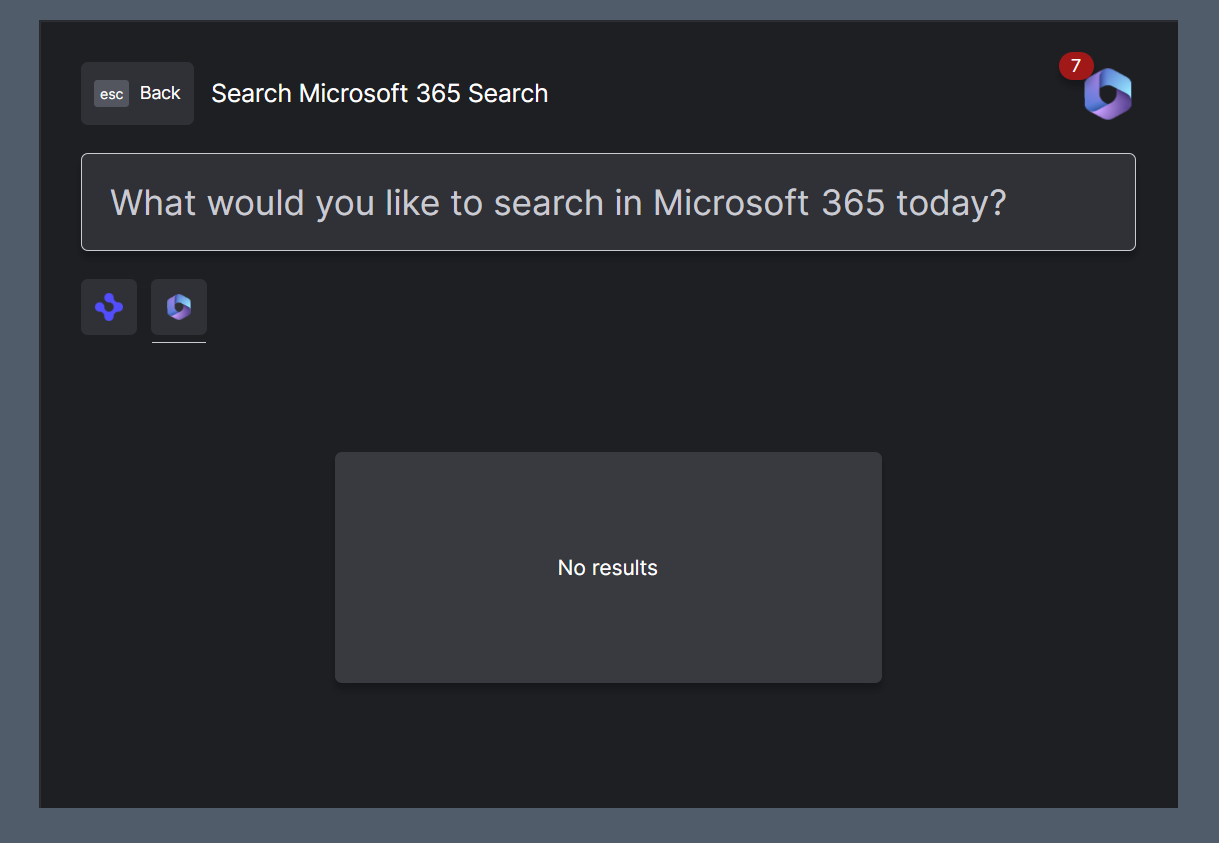 7
esc Back Search Microsoft 365 Search
What would you like to search in Microsoft 365 today?
No results